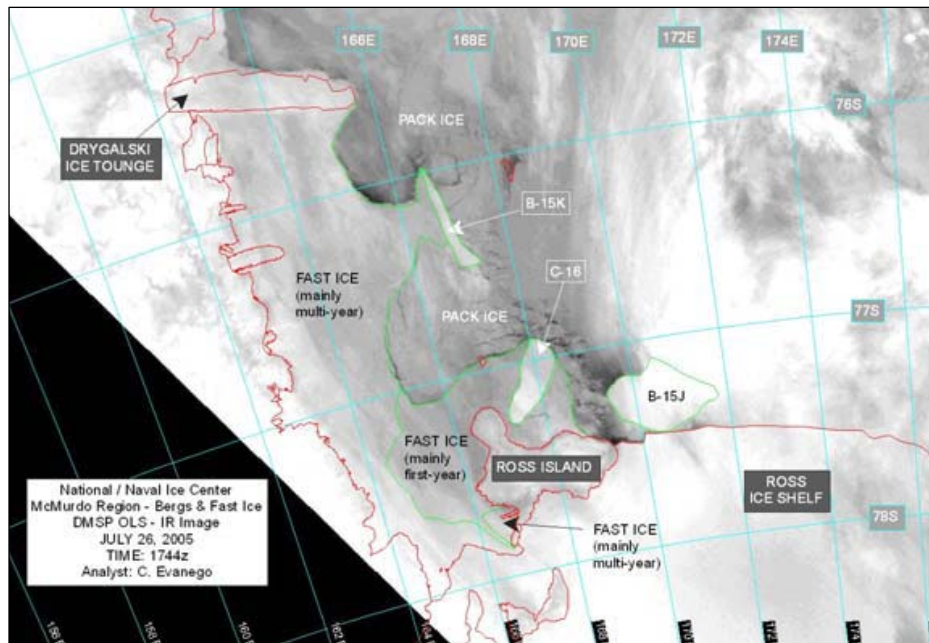 166E
168E
170E
172E
174E
76S
PACK ICE
DRYGALSKI
ICE TOUNGE
B-15K
C-16
FAST ICE
(mainly
multi-year)
PACK ICE
77S
B-15J
FAST ICE
(mainly
first-year)
ROSS ISLAND
ROSS
ICE SHELF
78S
FAST ICE
(mainly
multi-year)
National / Naval Ice Center
McMurdo Region - Bergs & Fast Ice
DMSP OLS - IR Image
JULY 26, 2005
TIME: 1744z
Analyst: C. Evanego